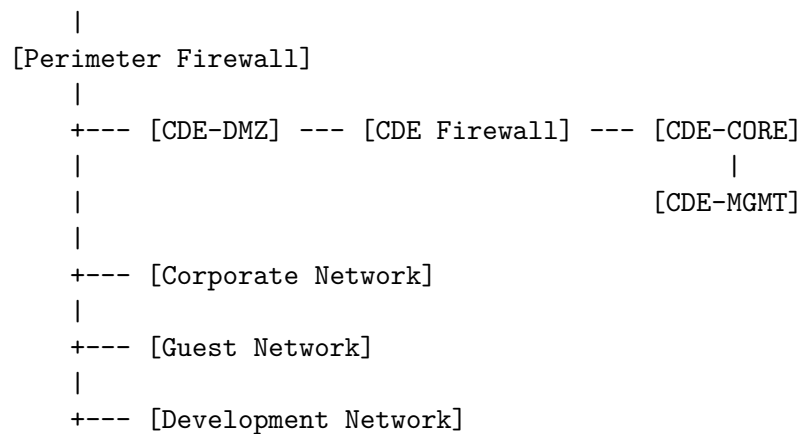 |
[Perimeter Firewall]
|
+--- [CDE-DMZ] --- [CDE Firewall] --- [CDE-CORE]
|                                          |
|                                     [CDE-MGMT]
|
+--- [Corporate Network]
|
+--- [Guest Network]
|
+--- [Development Network]